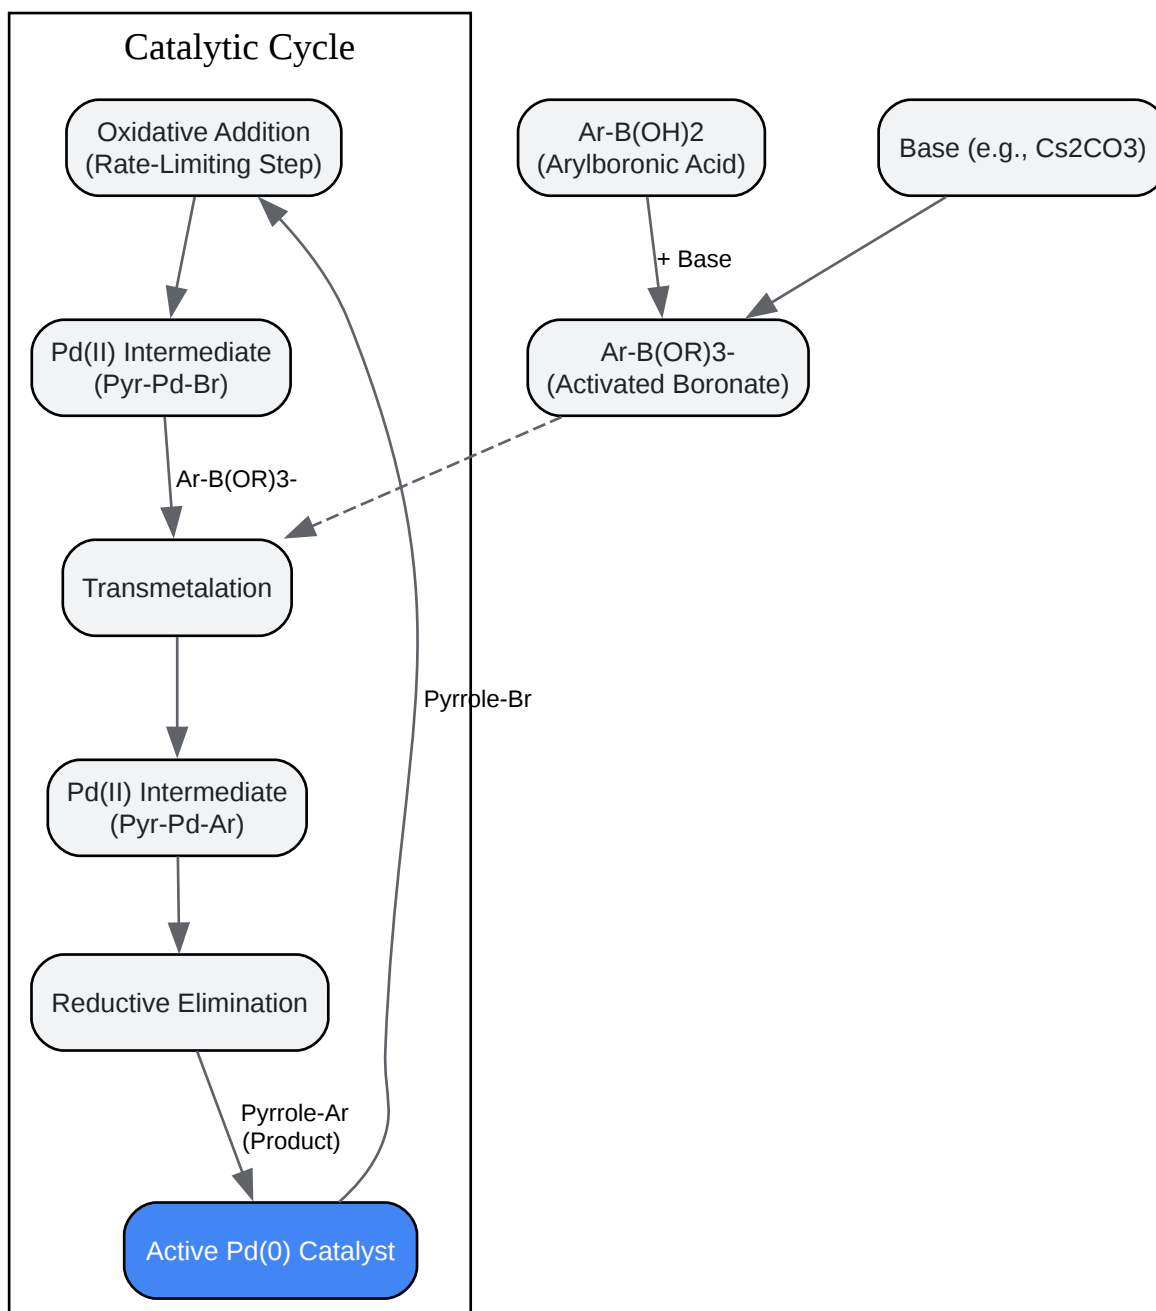 Catalytic Cycle
Oxidative Addition
(Rate-Limiting Step)
Ar-B(OH)2
(Arylboronic Acid)
Base (e.g., Cs2CO3)
+ Base
Pd(II) Intermediate
(Pyr-Pd-Br)
Ar-B(OR)3-
(Activated Boronate)
Ar-B(OR)3-
Transmetalation
Pyrrole-Br
Pd(II) Intermediate
(Pyr-Pd-Ar)
Reductive Elimination
Pyrrole-Ar
(Product)
Active Pd(0) Catalyst